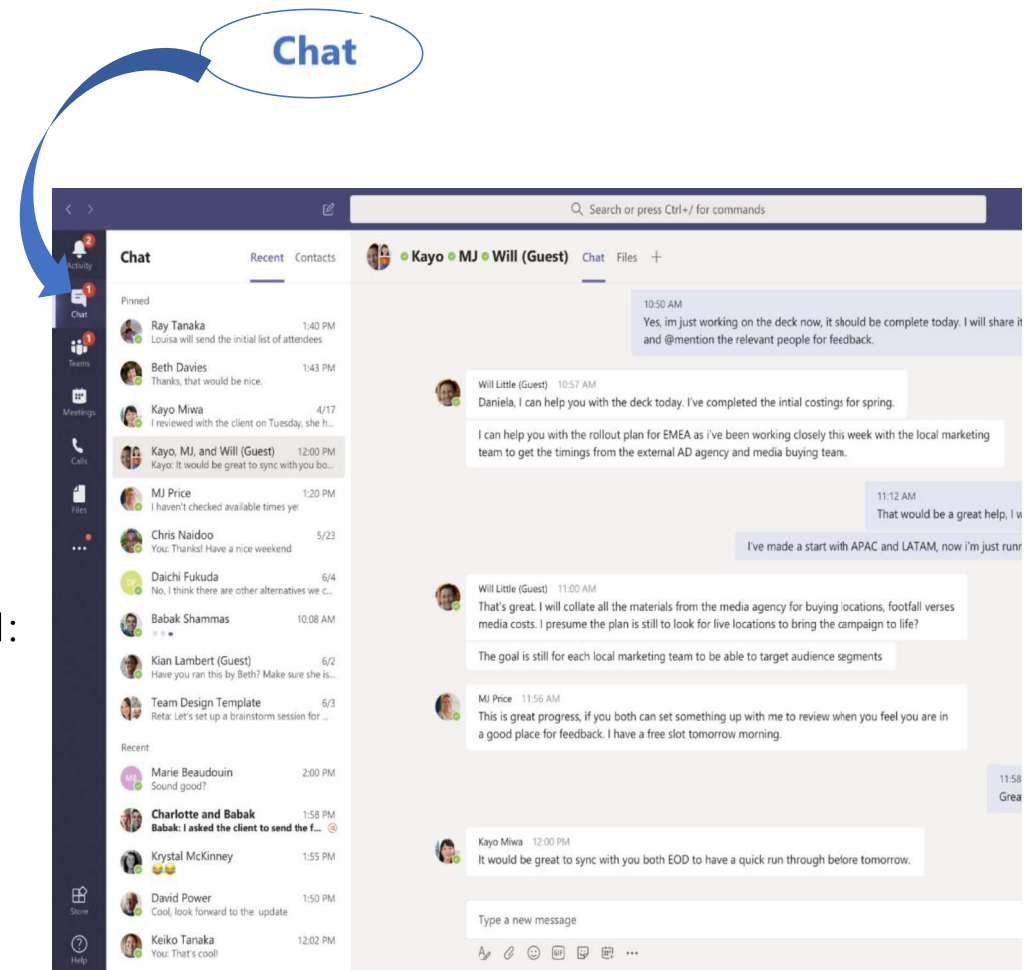 Chat
Search or press Ctrl+/ for commands
2
Activity
1
Chat
1
Teams
Meetings
Calls
Files
Store
Help
Chat
Recent Contacts
Pinned
Ray Tanaka 1:40 PM
Louisa will send the initial list of attendees
Beth Davies 1:43 PM
Thanks, that would be nice.
Kayo Miwa 4/17
I reviewed with the client on Tuesday, she h...
Kayo, MJ, and Will (Guest) 12:00 PM
Kayo: It would be great to sync with you bo...
MJ Price 1:20 PM
I haven't checked available times yet
Chris Naidoo 5/23
You: Thanks! Have a nice weekend
DF
Daichi Fukuda 6/4
No, I think there are other alternatives we c...
Babak Shammas 10:08 AM
Kian Lambert (Guest) 6/2
Have you ran this by Beth? Make sure she is...
Team Design Template 6/3
Reta: Let's set up a brainstorm session for ...
Recent
MB
Marie Beaudouin 2:00 PM
Sound good?
Charlotte and Babak 1:58 PM
Babak: I asked the client to send the f...
Krystal McKinney 1:55 PM
😂😂
David Power 1:50 PM
Cool, look forward to the update
Keiko Tanaka 12:02 PM
You: That's cool!
Kayo MJ Will (Guest) Chat Files +
10:50 AM
Yes, im just working on the deck now, it should be complete today. I will share it
and @mention the relevant people for feedback.
Will Little (Guest) 10:57 AM
Daniela, I can help you with the deck today. I've completed the intial costings for spring.
I can help you with the rollout plan for EMEA as i've been working closely this week with the local marketing
team to get the timings from the external AD agency and media buying team.
11:12 AM
That would be a great help, I w
I've made a start with APAC and LATAM, now i'm just runn
Will Little (Guest) 11:00 AM
That's great. I will collate all the materials from the media agency for buying locations, footfall verses
media costs. I presume the plan is still to look for live locations to bring the campaign to life?
The goal is still for each local marketing team to be able to target audience segments
MJ Price 11:56 AM
This is great progress, if you both can set something up with me to review when you feel you are in
a good place for feedback. I have a free slot tomorrow morning.
11:58
Grea
Kayo Miwa 12:00 PM
It would be great to sync with you both EOD to have a quick run through before tomorrow.
Type a new message
GIF